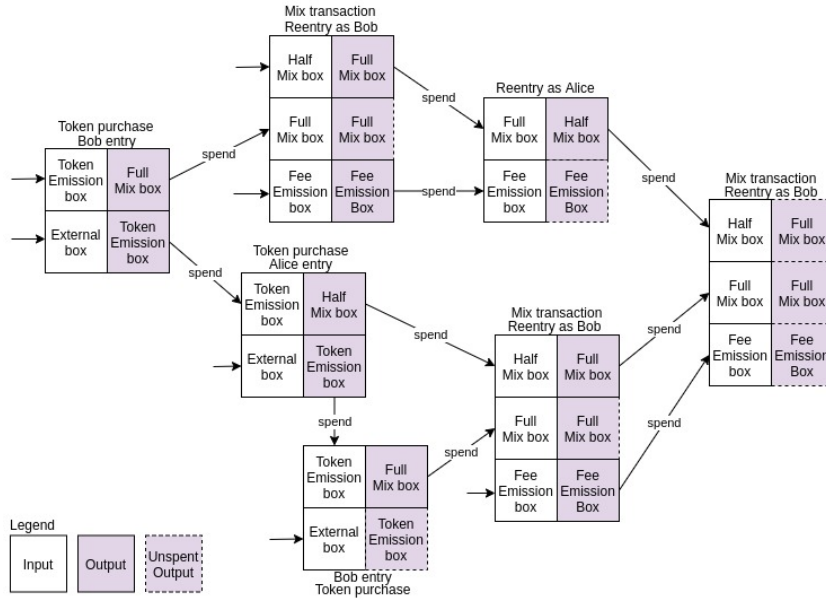 Mix transaction
Reentry as Bob
Half
Mix box
Full
Mix box
Full
Mix box
Full
Mix box
Fee
Emission
box
Fee
Emission
Box
spend
spend
Reentry as Alice
Full
Mix box
Half
Mix box
Fee
Emission
box
Fee
Emission
Box
spend
Token purchase
Bob entry
Token
Emission
box
Full
Mix box
External
box
Token
Emission
box
spend
spend
Token purchase
Alice entry
Token
Emission
box
Half
Mix box
External
box
Token
Emission
box
spend
spend
Token
Emission
box
Full
Mix box
External
box
Token
Emission
box
Bob entry
Token purchase
spend
Mix transaction
Reentry as Bob
Half
Mix box
Full
Mix box
Full
Mix box
Full
Mix box
Fee
Emission
box
Fee
Emission
Box
spend
spend
Mix transaction
Reentry as Bob
Half
Mix box
Full
Mix box
Full
Mix box
Full
Mix box
Fee
Emission
box
Fee
Emission
Box
Legend
Input
Output
Unspent
Output